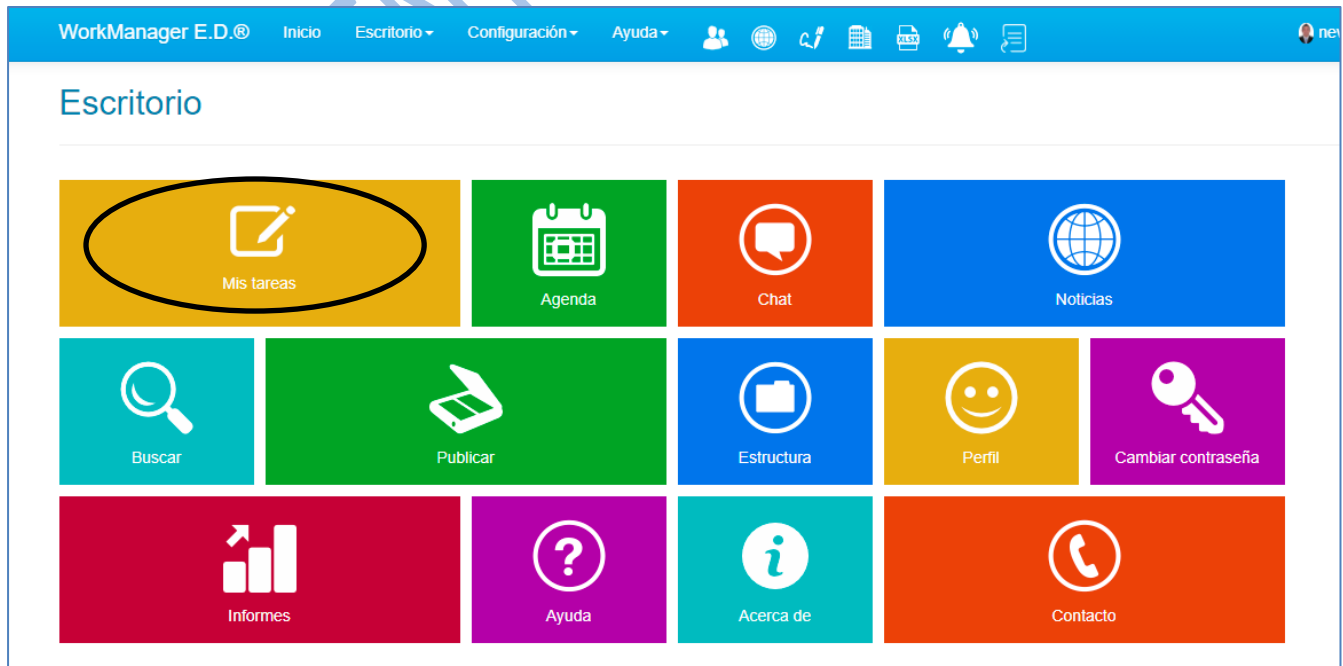 WorkManager E.D.® Inicio Escritorio Configuración Ayuda XLSX
Escritorio
Mis tareas
Agenda
Chat
Noticias
Buscar
Publicar
Estructura
Perfil
Cambiar contraseña
Informes
Ayuda
Acerca de
Contacto